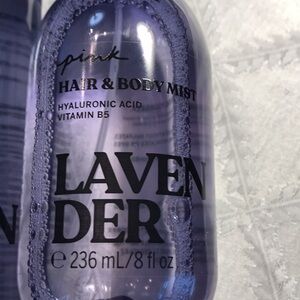 pink
HAIR & BODY MIST
HYALURONIC ACID
VITAMIN B5
LAVEN
DER
℮ 236 mL/8 fl oz
N